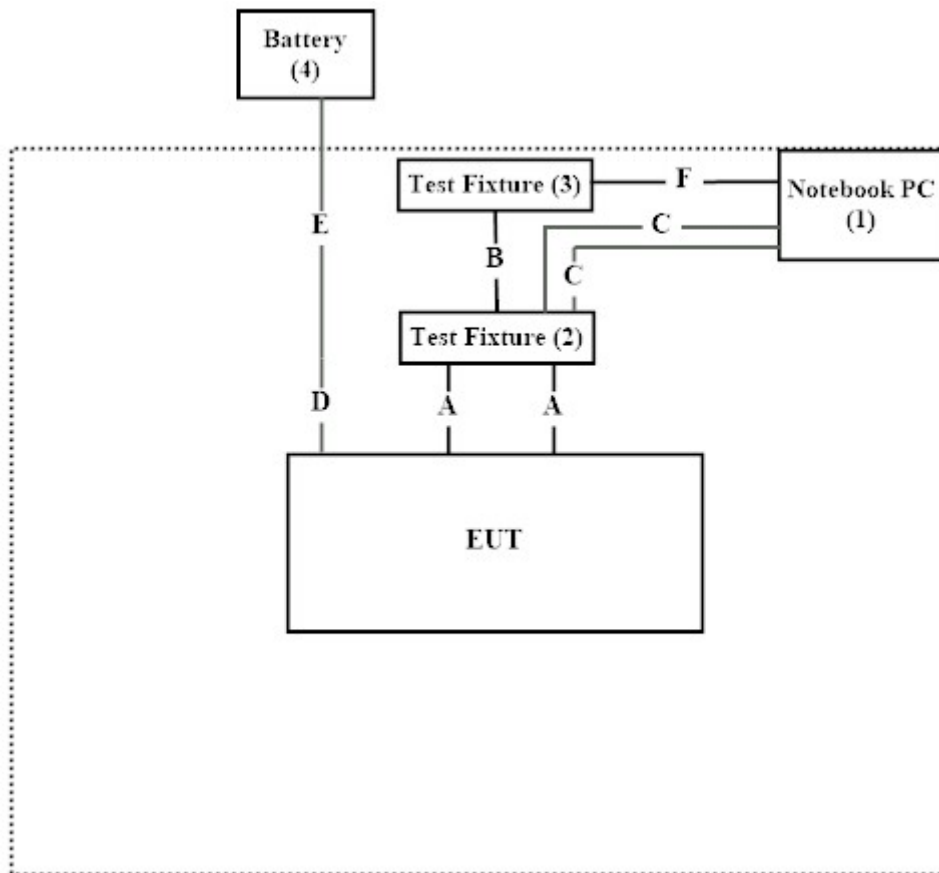 Battery
(4)
Test Fixture (3)
F
Notebook PC
(1)
E
C
B
C
Test Fixture (2)
D
A
A
EUT